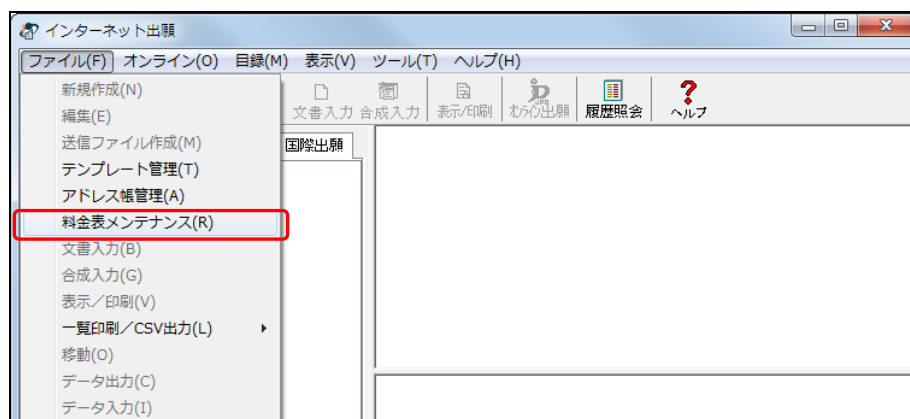 インターネット出願
ファイル(F) オンライン(O) 目録(M) 表示(V) ツール(T) ヘルプ(H)
新規作成(N)
編集(E)
送信ファイル作成(M)
テンプレート管理(T)
アドレス帳管理(A)
料金表メンテナンス(R)
文書入力(B)
合成入力(G)
表示／印刷(V)
一覧印刷／CSV出力(L)
移動(O)
データ出力(C)
データ入力(I)
文書入力 合成入力 表示/印刷 オンライン出願 履歴照会 ヘルプ
国際出願